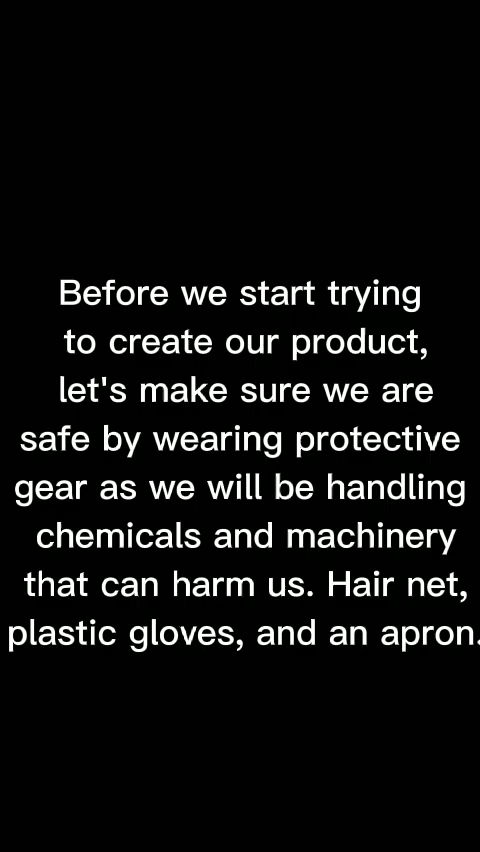 Before we start trying
to create our product,
let's make sure we are
safe by wearing protective
gear as we will be handling
chemicals and machinery
that can harm us. Hair net,
plastic gloves, and an apron.